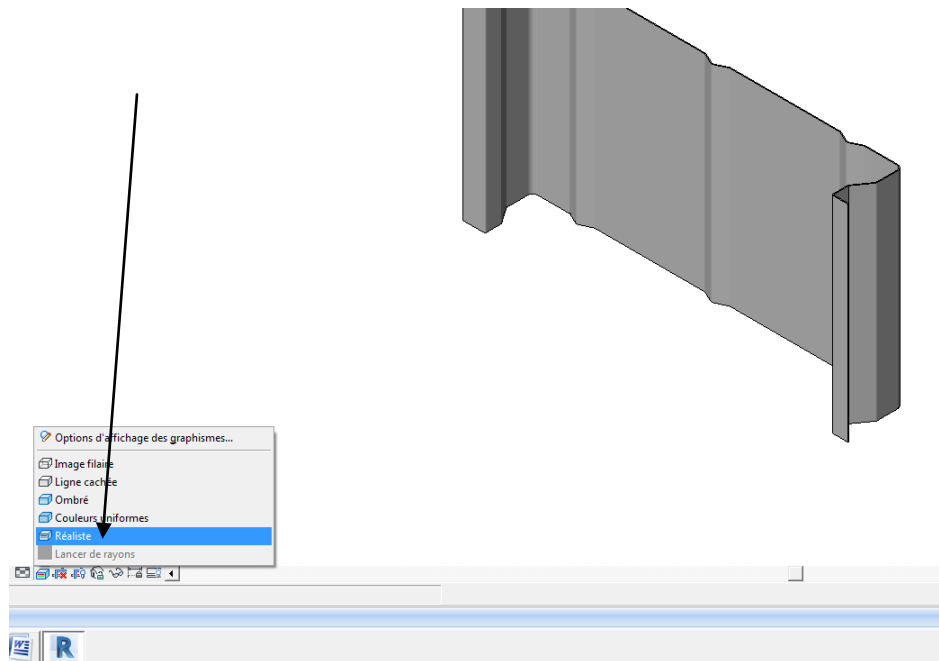 Options d'affichage des graphismes...
Image filaire
Ligne cachée
Ombré
Couleurs uniformes
Réaliste
Lancer de rayons
W R